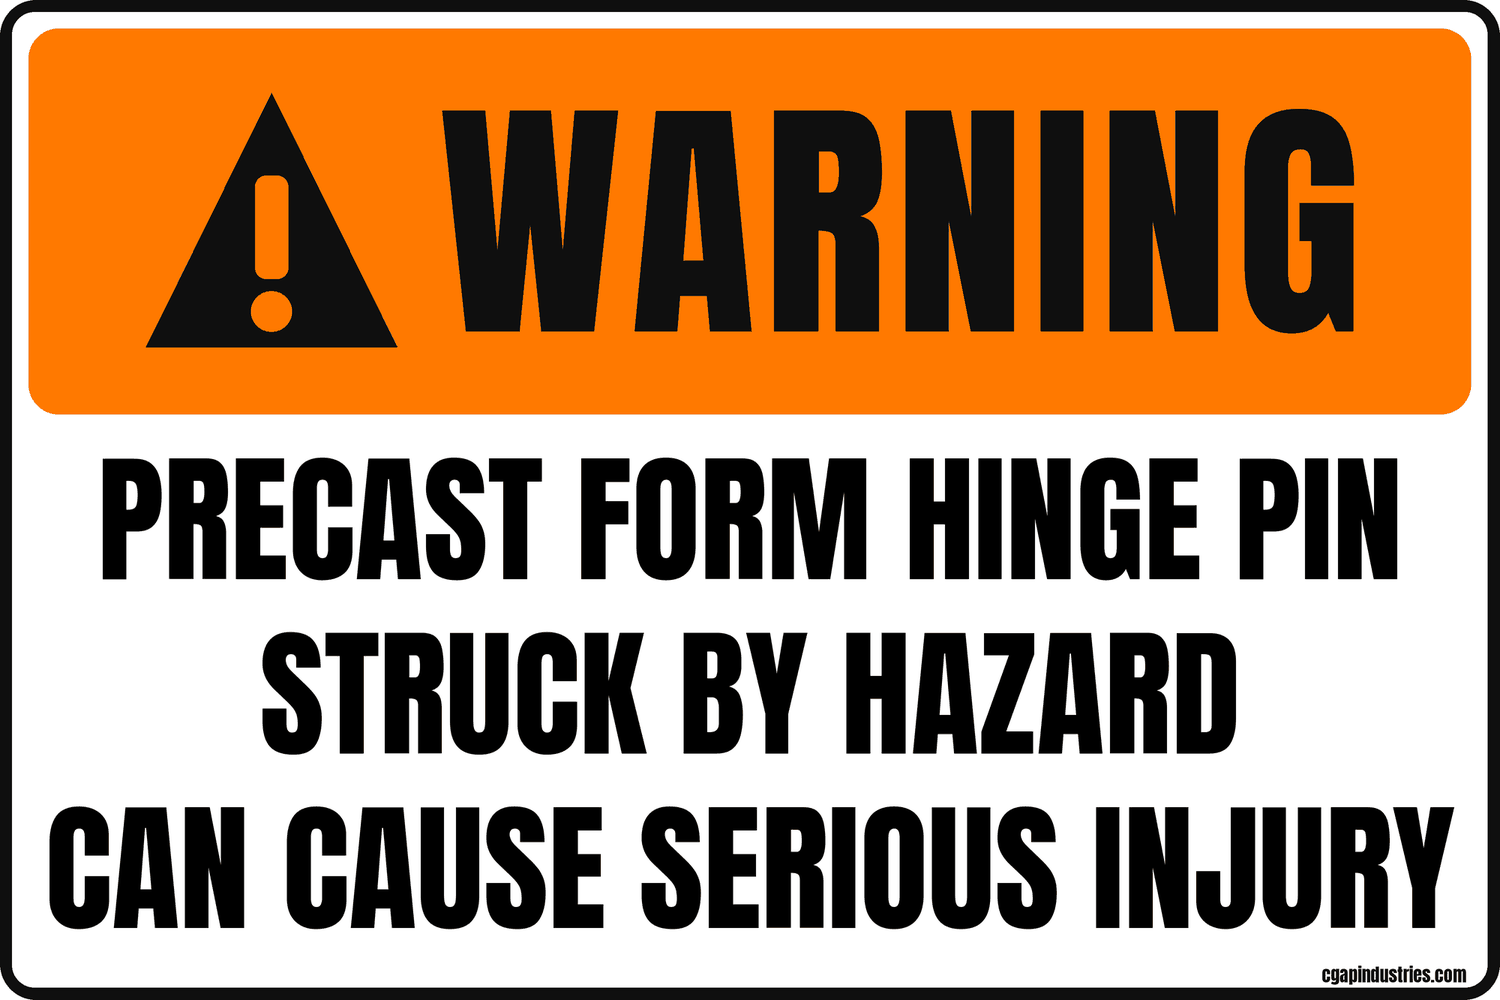 WARNING
PRECAST FORM HINGE PIN
STRUCK BY HAZARD
CAN CAUSE SERIOUS INJURY
cgapindustries.com